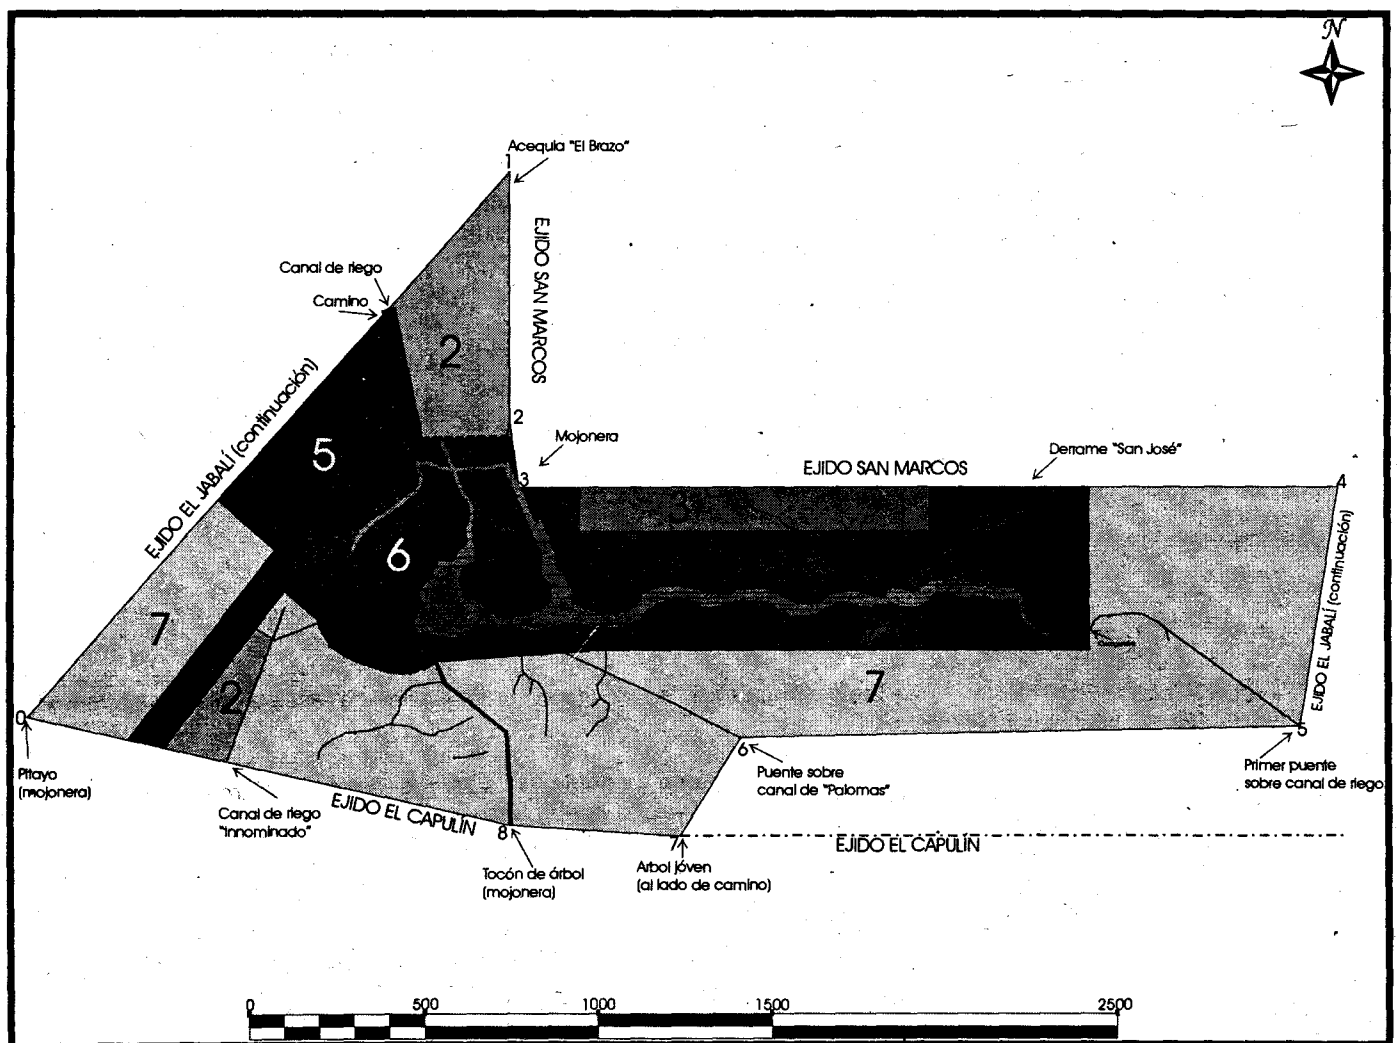 N
Acequia "El Brazo"
1
EJIDO SAN MARCOS
Canal de riego
Camino
2
EJIDO EL JABALÍ (continuación)
2
Mojonera
5
3
EJIDO SAN MARCOS
Derrame "San José"
4
3
6
EJIDO EL JABALÍ (continuación)
7
2
7
0
5
6
Pitayo
(mojonera)
Puente sobre
canal de "Palomas"
Primer puente
sobre canal de riego
Canal de riego
"Innominado"
EJIDO EL CAPULÍN
8
7
EJIDO EL CAPULÍN
Tocón de árbol
(mojonera)
Arbol jóven
(al lado de camino)
0 500 1000 1500 2500